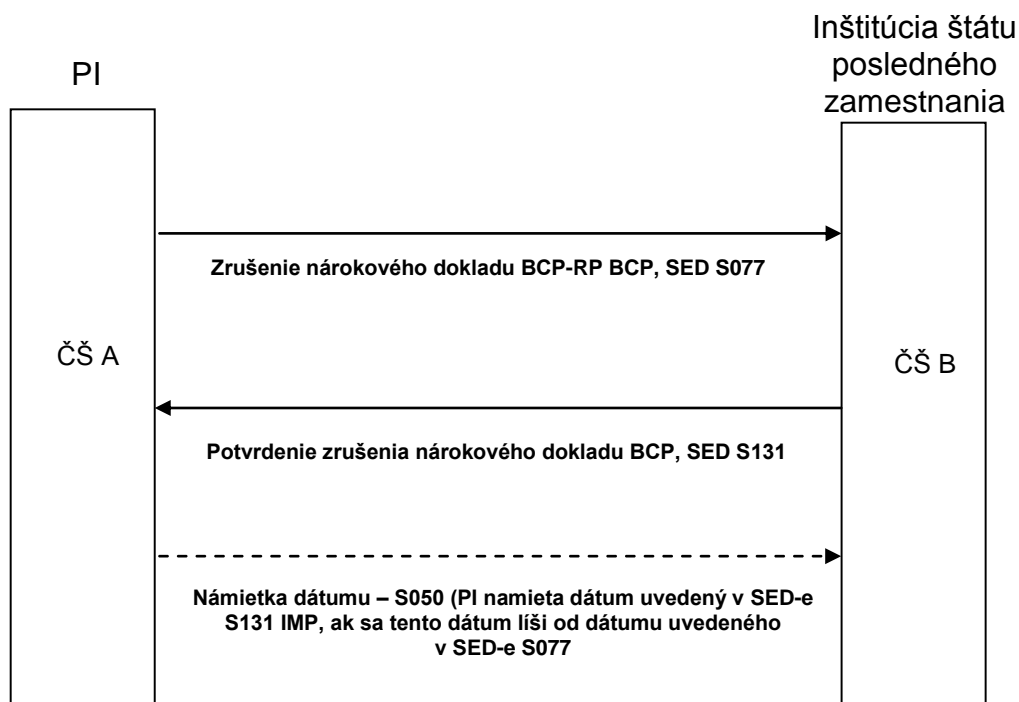 PI
Inštitúcia štátu
posledného
zamestnania
Zrušenie nárokového dokladu BCP-RP BCP, SED S077
ČŠ A
ČŠ B
Potvrdenie zrušenia nárokového dokladu BCP, SED S131
Námietka dátumu – S050 (PI namieta dátum uvedený v SED-e
S131 IMP, ak sa tento dátum líši od dátumu uvedeného
v SED-e S077